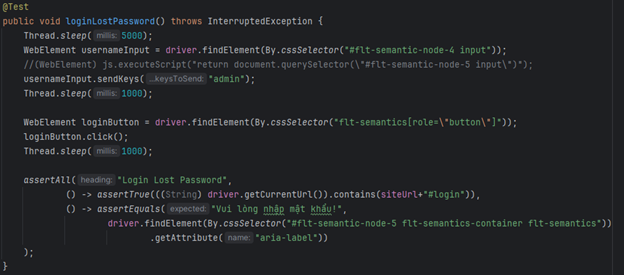 @Test
public void loginLostPassword() throws InterruptedException {
Thread.sleep( millis: 5000);
WebElement usernameInput = driver.findElement(By.cssSelector("#flt-semantic-node-4 input"));
//(WebElement) js.executeScript("return document.querySelector(\"#flt-semantic-node-5 input\")");
usernameInput.sendKeys( ...keysToSend: "admin");
Thread.sleep( millis: 1000);
WebElement loginButton = driver.findElement(By.cssSelector("flt-semantics[role=\"button\"]"));
loginButton.click();
Thread.sleep( millis: 1000);
assertAll( heading: "Login Lost Password",
() -> assertTrue(((String) driver.getCurrentUrl()).contains(siteUrl+"#login")),
() -> assertEquals( expected: "Vui lòng nhập mật khẩu!",
driver.findElement(By.cssSelector("#flt-semantic-node-5 flt-semantics-container flt-semantics"))
.getAttribute( name: "aria-label"))
);
}